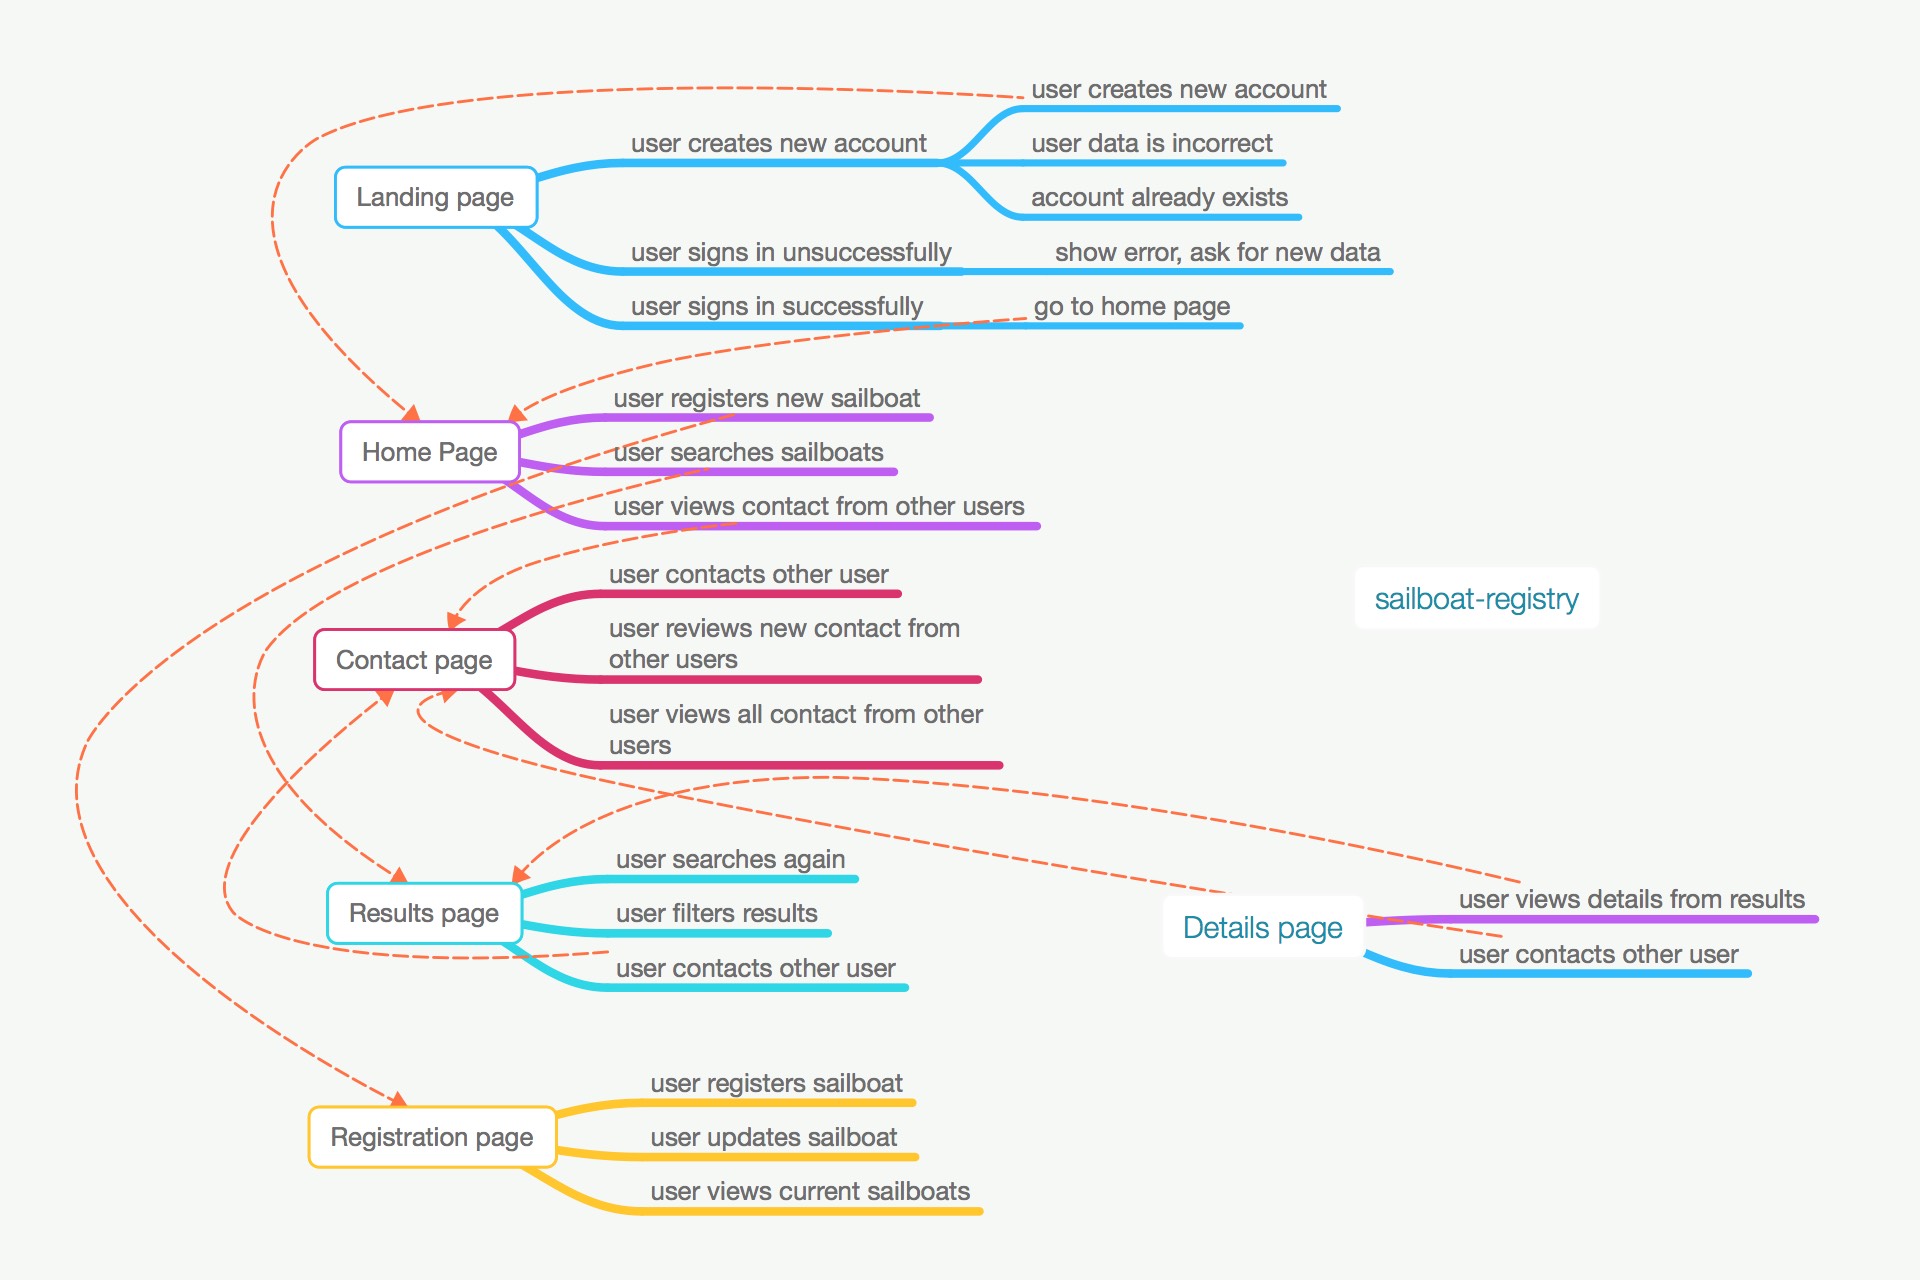 user creates new account
user creates new account
user data is incorrect
Landing page
account already exists
user signs in unsuccessfully
show error, ask for new data
user signs in successfully
go to home page
user registers new sailboat
Home Page
user searches sailboats
user views contact from other users
user contacts other user
sailboat-registry
user reviews new contact from
other users
Contact page
user views all contact from other
users
user searches again
Results page
user filters results
user contacts other user
Details page
user views details from results
user contacts other user
user registers sailboat
Registration page
user updates sailboat
user views current sailboats